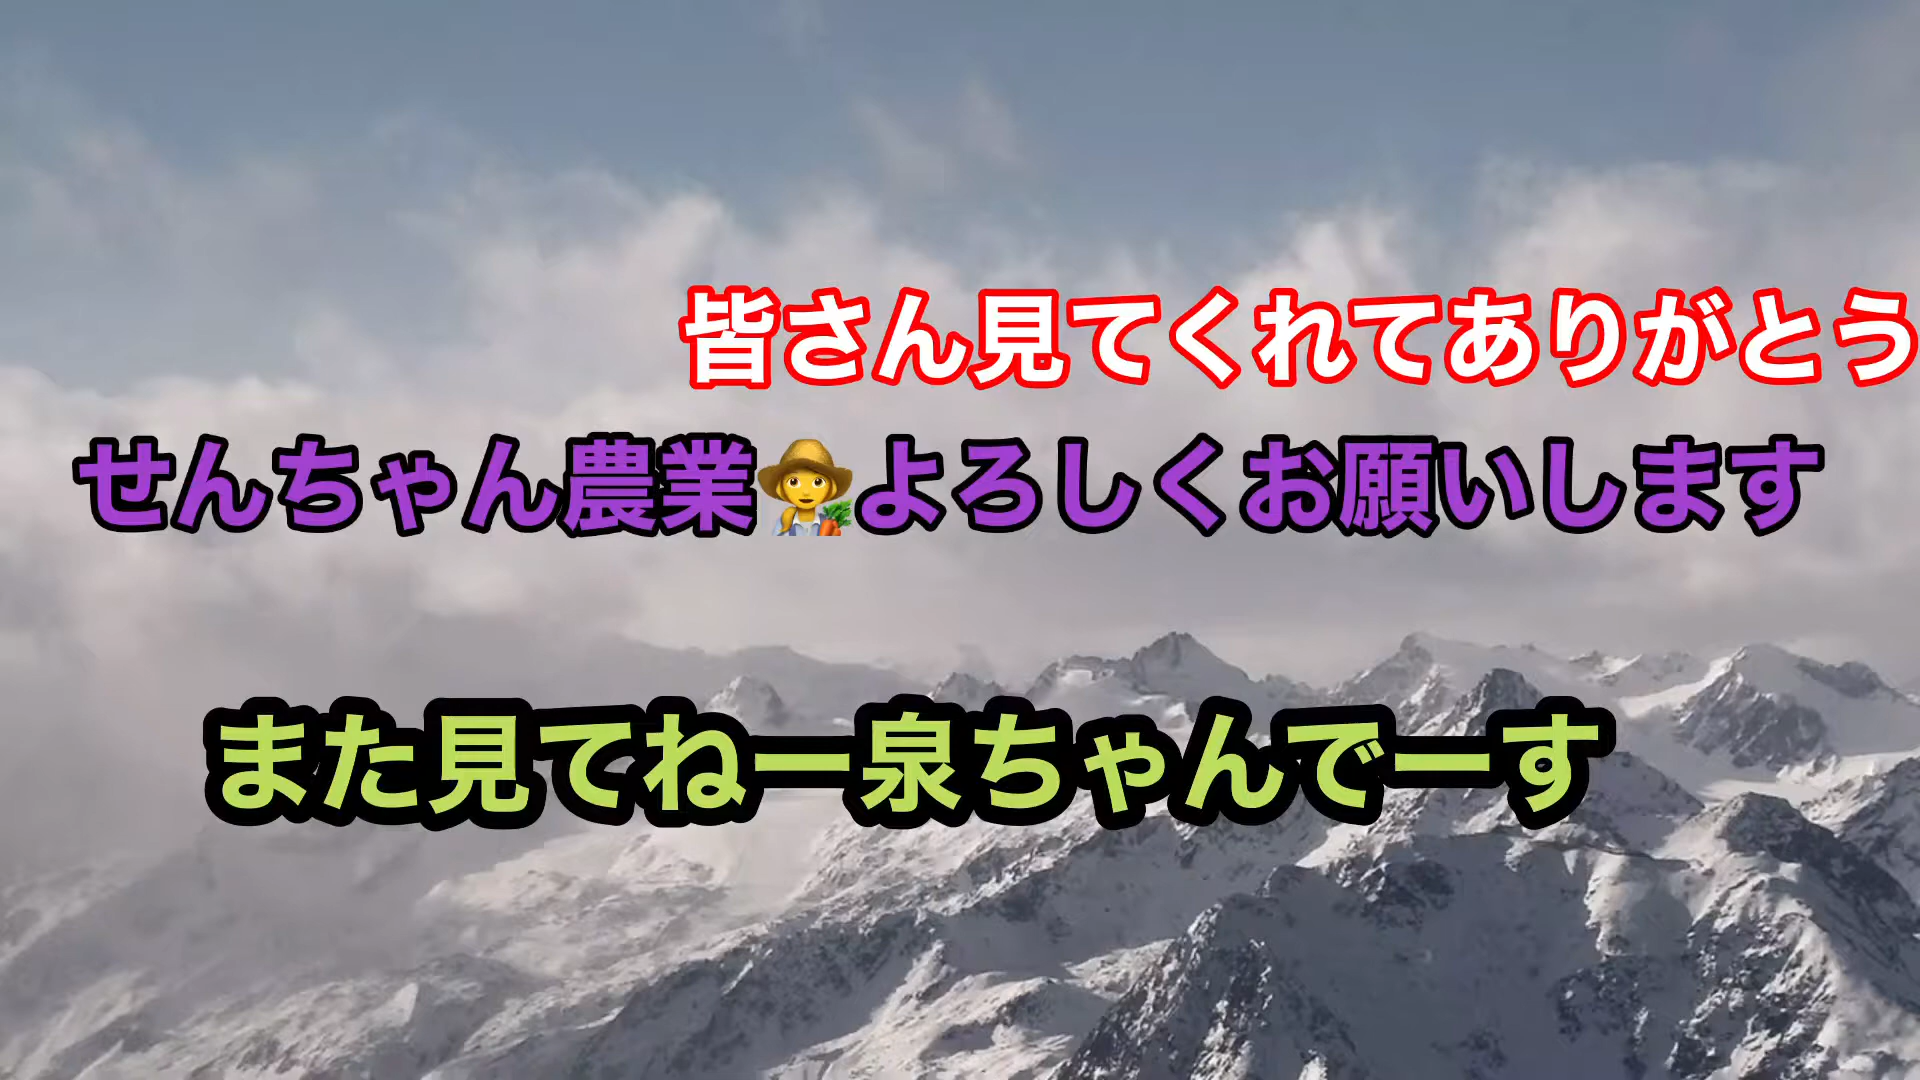 皆さん見てくれてありがとう
せんちゃん農業👩‍🌾よろしくお願いします
また見てねー泉ちゃんでーす